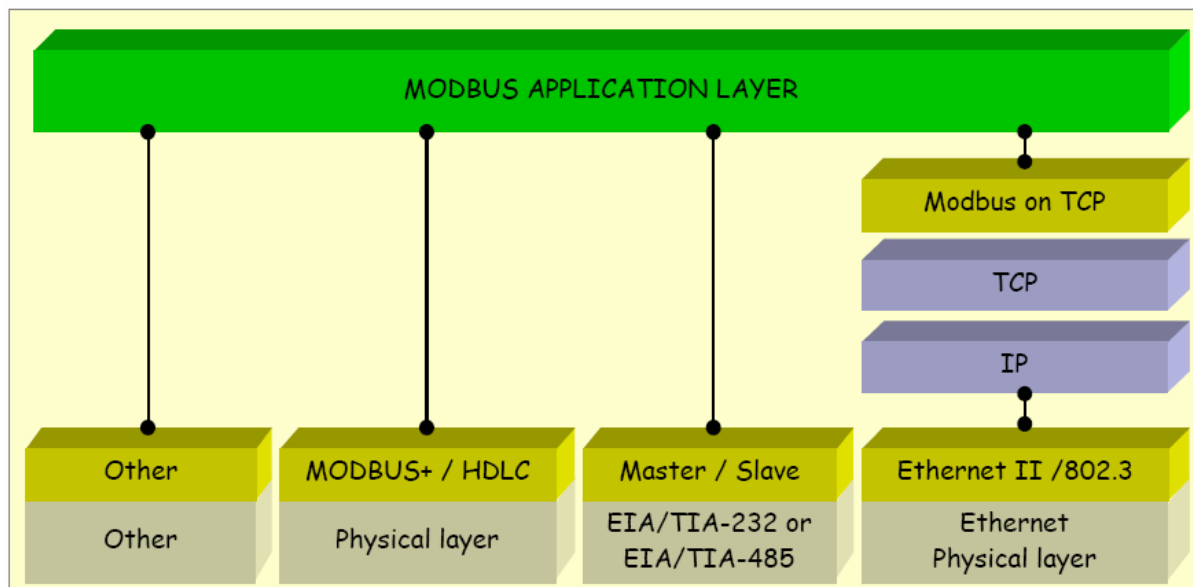 MODBUS APPLICATION LAYER
Modbus on TCP
TCP
IP
Other
MODBUS+ / HDLC
Master / Slave
Ethernet II /802.3
Other
Physical layer
EIA/TIA-232 or
EIA/TIA-485
Ethernet
Physical layer